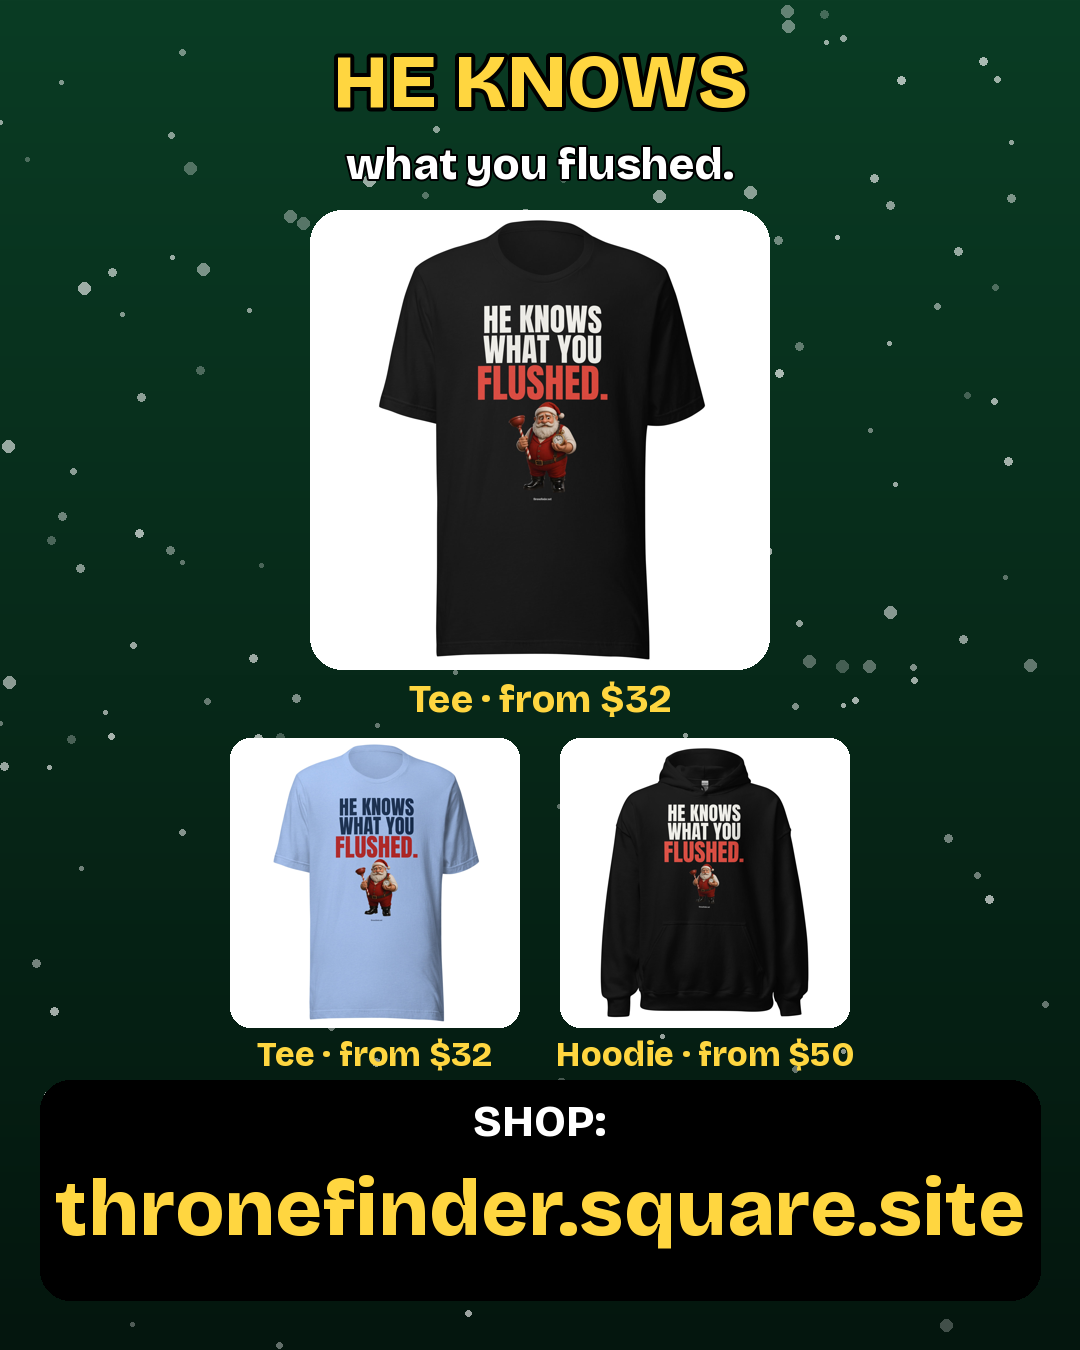 HE KNOWS
what you flushed.
HE KNOWS
WHAT YOU
FLUSHED.
Tee · from $32
HE KNOWS
WHAT YOU
FLUSHED.
HE KNOWS
WHAT YOU
FLUSHED.
Tee · from $32
Hoodie · from $50
SHOP:
thronefinder.square.site